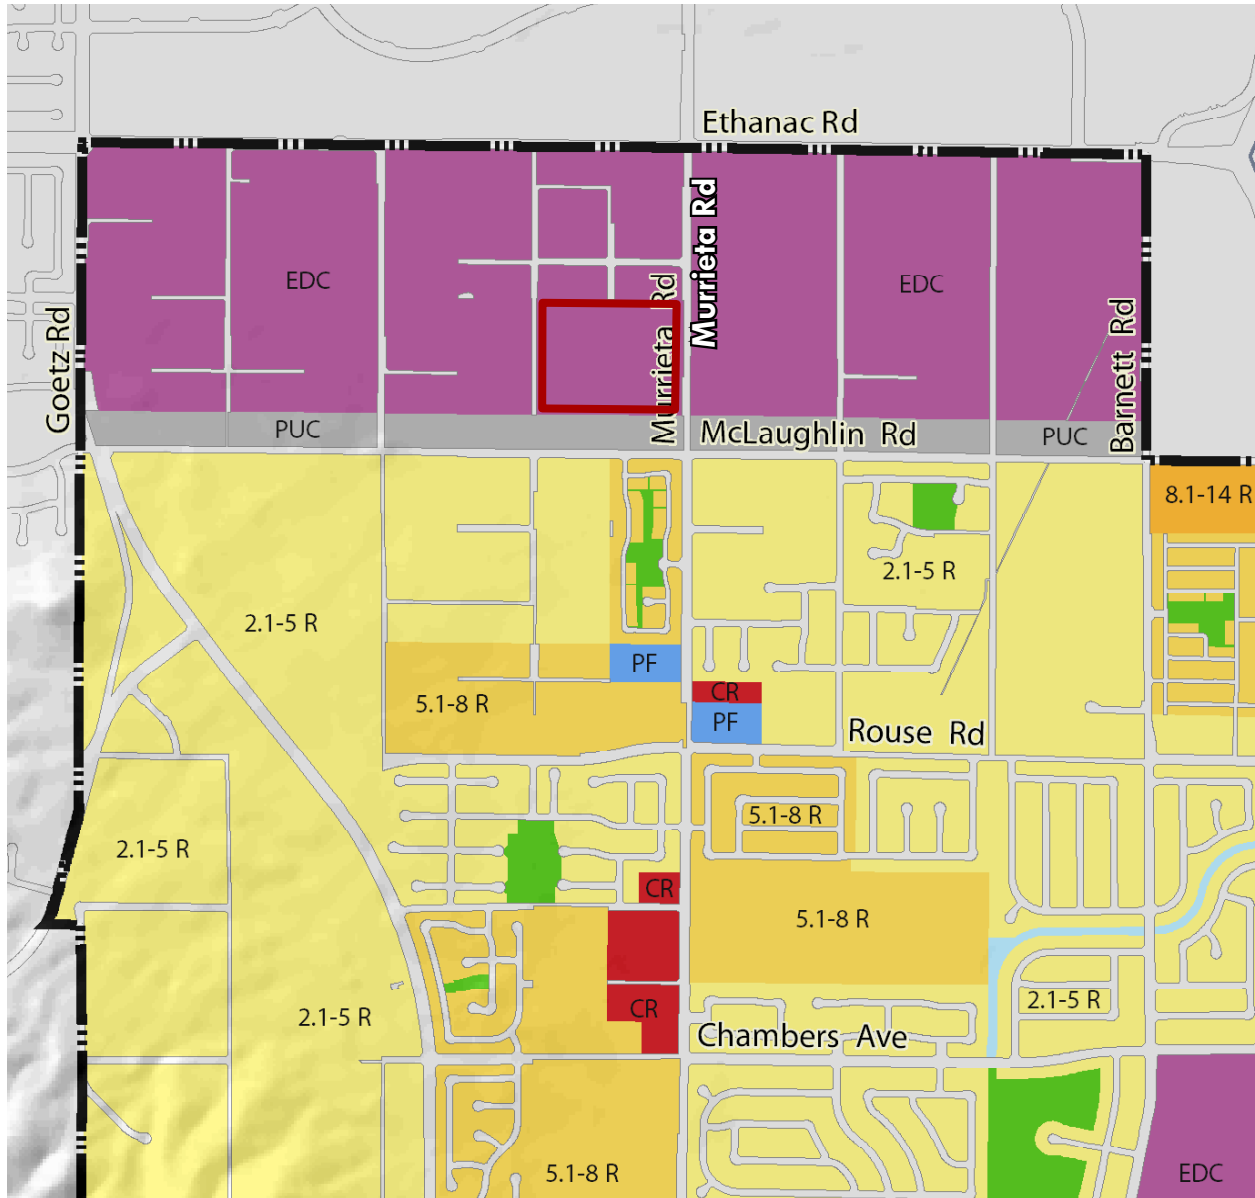 Ethanac Rd
Murrieta Rd
Murrieta Rd
EDC
EDC
Goetz Rd
Barnett Rd
PUC
McLaughlin Rd
PUC
8.1-14 R
2.1-5 R
2.1-5 R
PF
CR
5.1-8 R
PF
Rouse Rd
5.1-8 R
2.1-5 R
CR
5.1-8 R
2.1-5 R
CR
2.1-5 R
Chambers Ave
5.1-8 R
EDC